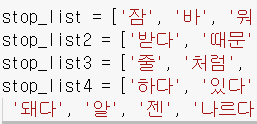 stop_list = ['잠', '바', '워
stop_list2 = ['받다', '때문
stop_list3 = ['줄', '처럼',
stop_list4 = ['하다', '있다'
'돼다', '알', '젠', '나르다